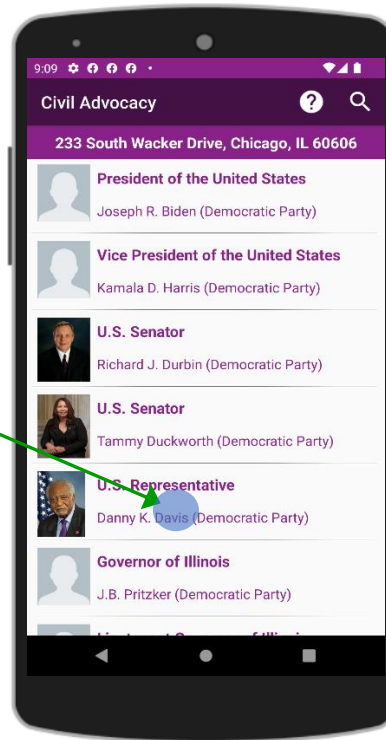 9:09
Civil Advocacy
?
233 South Wacker Drive, Chicago, IL 60606
President of the United States
Joseph R. Biden (Democratic Party)
Vice President of the United States
Kamala D. Harris (Democratic Party)
U.S. Senator
Richard J. Durbin (Democratic Party)
U.S. Senator
Tammy Duckworth (Democratic Party)
U.S. Representative
Danny K. Davis (Democratic Party)
Governor of Illinois
J.B. Pritzker (Democratic Party)